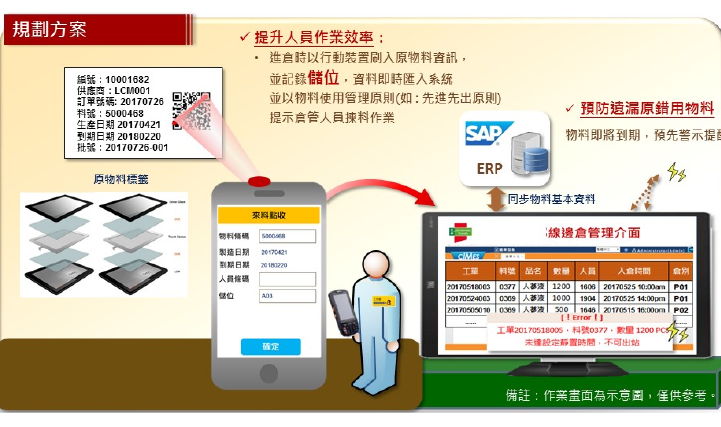 規劃方案
✓ 提升人員作業效率：
• 進倉時以行動裝置刷入原物料資訊，
並記錄儲位，資料即時匯入系統
並以物料使用管理原則(如：先進先出原則)
提示倉管人員揀料作業
編號：10001682
供應商：LCM001
訂單號碼：20170726
料號：5000468
生產日期 20170421
到期日期 20180220
批號：20170726-001
原物料標籤
✓ 預防遺漏原錯用物料
物料即將到期，預先警示提醒
SAP
ERP
同步物料基本資料
來料點收
物料條碼 5000468
製造日期 20170421
到期日期 20180220
人員條碼
儲位 A03
確定
線邊倉管理介面
CIMes
工單 料號 品名 數量 人員 入倉時間 倉別
20170518003 0377 人蔘液 1200 1606 20170525 10:00am P01
20170524003 0369 人蔘液 1000 1904 20170525 14:00pm P01
20170505010 0369 人蔘液 500 1646 20170515 16:00pm P02
[ ! Error ! ]
工單20170518005，料號0377，數量 1200 PCS
未達設定靜置時間，不可出站
備註：作業畫面為示意圖，僅供參考。